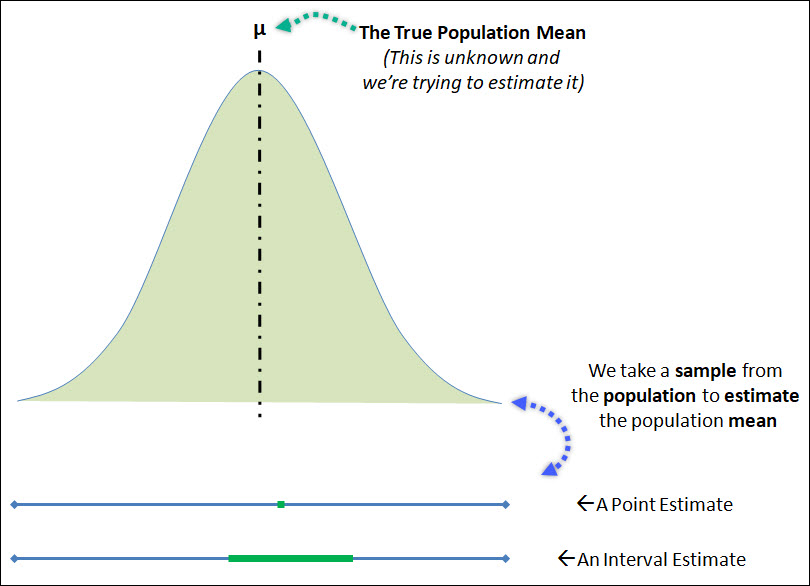 μ
The True Population Mean
(This is unknown and
we’re trying to estimate it)
We take a sample from
the population to estimate
the population mean
←A Point Estimate
←An Interval Estimate